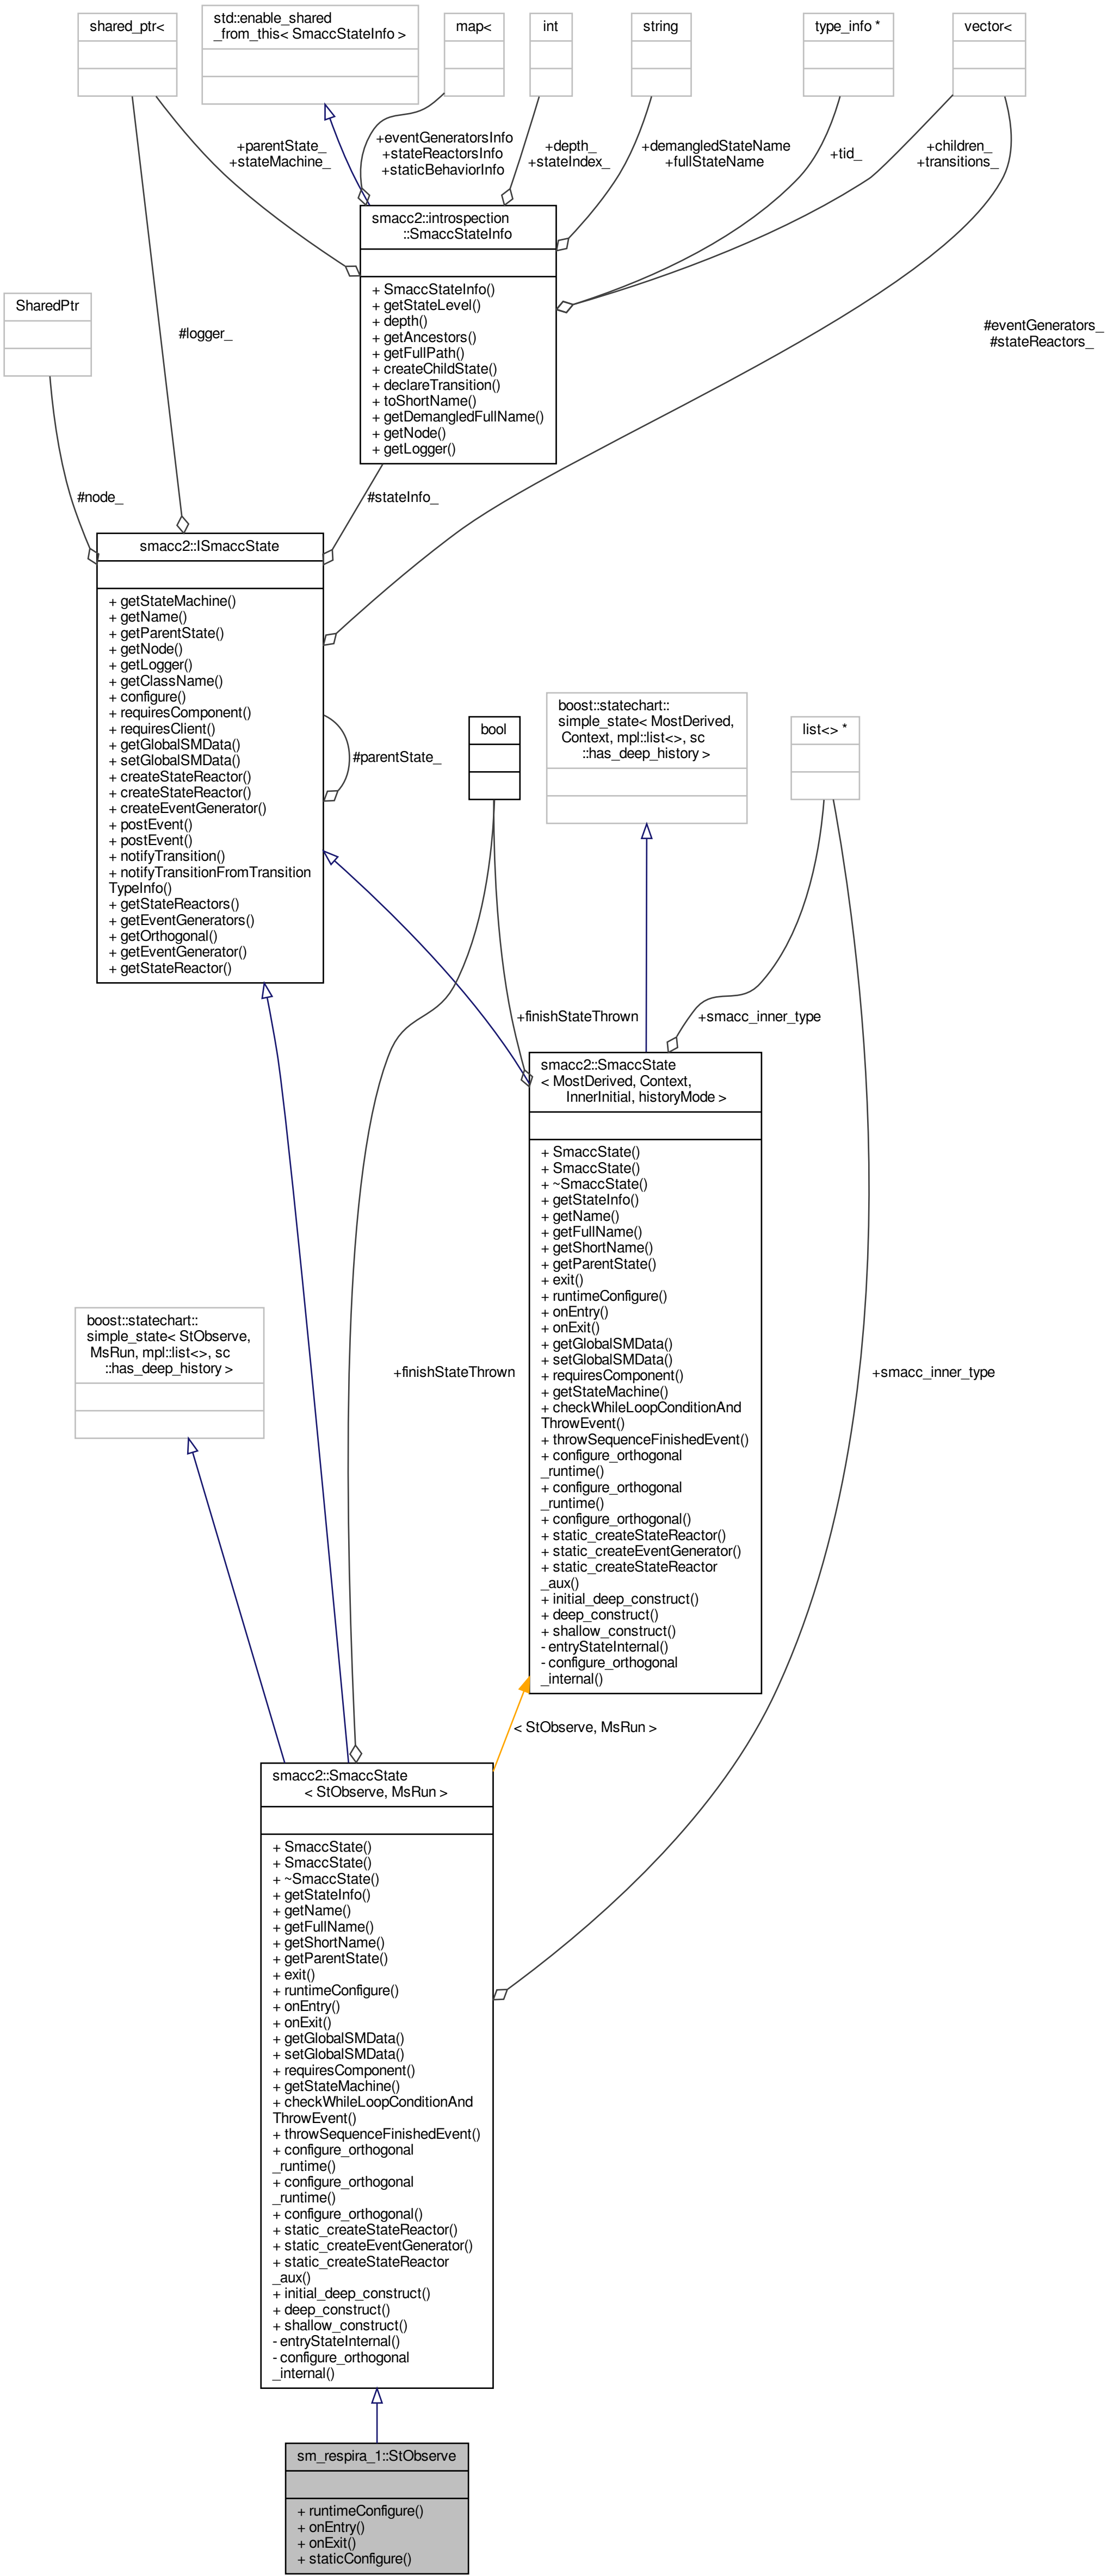 shared_ptr<
std::enable_shared
_from_this< SmaccStateInfo >
map<
int
string
type_info *
vector<
+parentState_
+stateMachine_
+eventGeneratorsInfo
+stateReactorsInfo
+staticBehaviorInfo
+depth_
+stateIndex_
+demangledStateName
+fullStateName
+tid_
+children_
+transitions_
smacc2::introspection
::SmaccStateInfo
+ SmaccStateInfo()
+ getStateLevel()
+ depth()
+ getAncestors()
+ getFullPath()
+ createChildState()
+ declareTransition()
+ toShortName()
+ getDemangledFullName()
+ getNode()
+ getLogger()
SharedPtr
#logger_
#eventGenerators_
#stateReactors_
#node_
#stateInfo_
smacc2::ISmaccState
+ getStateMachine()
+ getName()
+ getParentState()
+ getNode()
+ getLogger()
+ getClassName()
+ configure()
+ requiresComponent()
+ requiresClient()
+ getGlobalSMData()
+ setGlobalSMData()
+ createStateReactor()
+ createStateReactor()
+ createEventGenerator()
+ postEvent()
+ postEvent()
+ notifyTransition()
+ notifyTransitionFromTransition
TypeInfo()
+ getStateReactors()
+ getEventGenerators()
+ getOrthogonal()
+ getEventGenerator()
+ getStateReactor()
#parentState_
bool
boost::statechart::
simple_state< MostDerived,
Context, mpl::list<>, sc
::has_deep_history >
list<> *
+finishStateThrown
+smacc_inner_type
smacc2::SmaccState
< MostDerived, Context,
InnerInitial, historyMode >
+ SmaccState()
+ SmaccState()
+ ~SmaccState()
+ getStateInfo()
+ getName()
+ getFullName()
+ getShortName()
+ getParentState()
+ exit()
+ runtimeConfigure()
+ onEntry()
+ onExit()
+ getGlobalSMData()
+ setGlobalSMData()
+ requiresComponent()
+ getStateMachine()
+ checkWhileLoopConditionAnd
ThrowEvent()
+ throwSequenceFinishedEvent()
+ configure_orthogonal
_runtime()
+ configure_orthogonal
_runtime()
+ configure_orthogonal()
+ static_createStateReactor()
+ static_createEventGenerator()
+ static_createStateReactor
_aux()
+ initial_deep_construct()
+ deep_construct()
+ shallow_construct()
- entryStateInternal()
- configure_orthogonal
_internal()
boost::statechart::
simple_state< StObserve,
MsRun, mpl::list<>, sc
::has_deep_history >
+finishStateThrown
+smacc_inner_type
< StObserve, MsRun >
smacc2::SmaccState
< StObserve, MsRun >
+ SmaccState()
+ SmaccState()
+ ~SmaccState()
+ getStateInfo()
+ getName()
+ getFullName()
+ getShortName()
+ getParentState()
+ exit()
+ runtimeConfigure()
+ onEntry()
+ onExit()
+ getGlobalSMData()
+ setGlobalSMData()
+ requiresComponent()
+ getStateMachine()
+ checkWhileLoopConditionAnd
ThrowEvent()
+ throwSequenceFinishedEvent()
+ configure_orthogonal
_runtime()
+ configure_orthogonal
_runtime()
+ configure_orthogonal()
+ static_createStateReactor()
+ static_createEventGenerator()
+ static_createStateReactor
_aux()
+ initial_deep_construct()
+ deep_construct()
+ shallow_construct()
- entryStateInternal()
- configure_orthogonal
_internal()
sm_respira_1::StObserve
+ runtimeConfigure()
+ onEntry()
+ onExit()
+ staticConfigure()